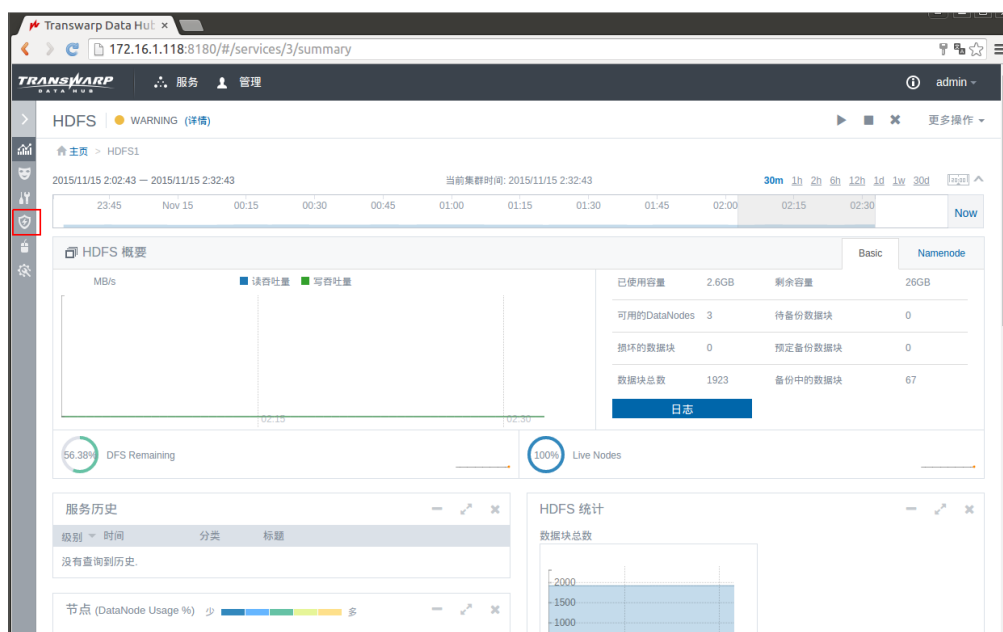 Transwarp Data Hub ×
172.16.1.118:8180/#/services/3/summary
TRANSWARP
DATA HUB
服务 管理 admin
HDFS WARNING (详情) 更多操作
主页 > HDFS1
2015/11/15 2:02:43 — 2015/11/15 2:32:43 当前集群时间: 2015/11/15 2:32:43 30m 1h 2h 6h 12h 1d 1w 30d
23:45 Nov 15 00:15 00:30 00:45 01:00 01:15 01:30 01:45 02:00 02:15 02:30 Now
HDFS 概要 Basic Namenode
MB/s 读吞吐量 写吞吐量
已使用容量 2.6GB 剩余容量 26GB
可用的DataNodes 3 待备份数据块 0
损坏的数据块 0 预定备份数据块 0
数据块总数 1923 备份中的数据块 67
日志
02:15 02:30
56.38% DFS Remaining 100% Live Nodes
服务历史 HDFS 统计
级别 时间 分类 标题 数据块总数
没有查询到历史.
2000
1500
1000
节点 (DataNode Usage %) 少 多